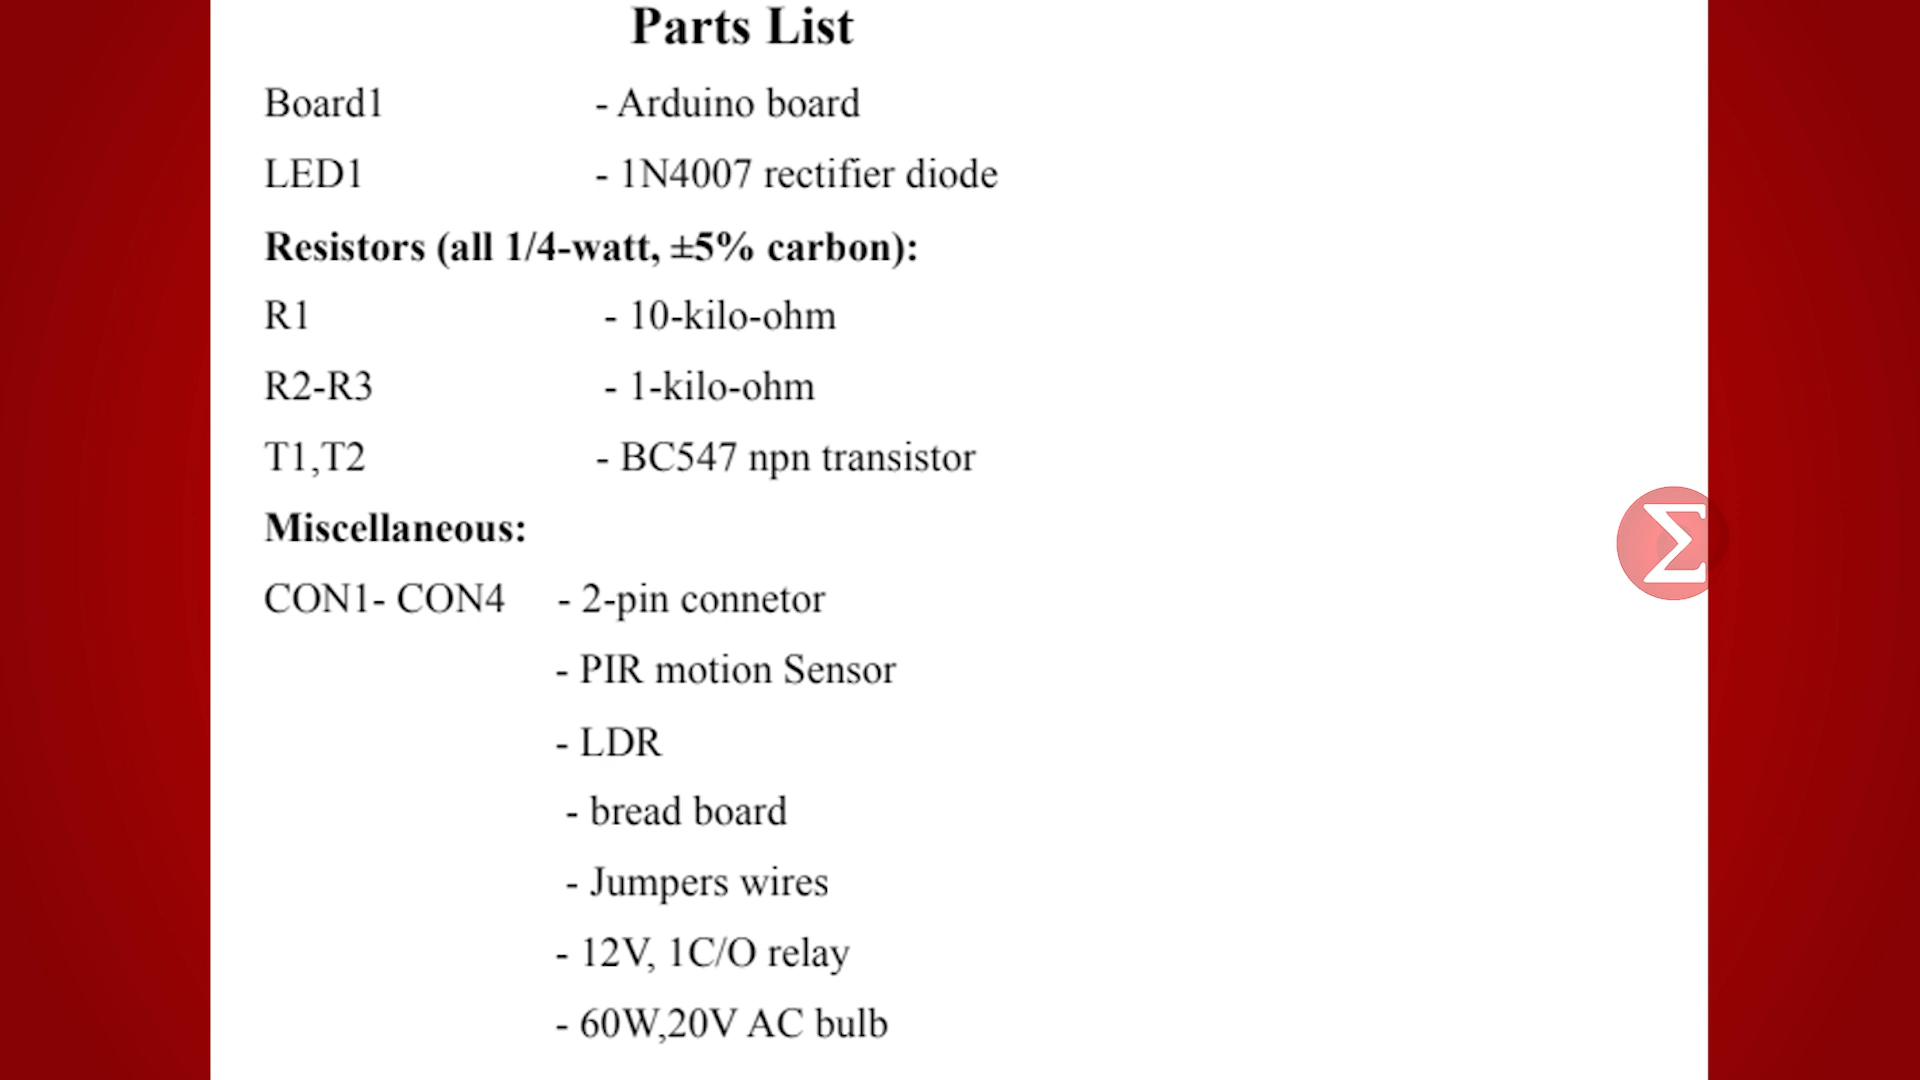 Parts List
Board1 - Arduino board
LED1 - 1N4007 rectifier diode
Resistors (all 1/4-watt, ±5% carbon):
R1 - 10-kilo-ohm
R2-R3 - 1-kilo-ohm
T1,T2 - BC547 npn transistor
Miscellaneous:
CON1- CON4 - 2-pin connetor
- PIR motion Sensor
- LDR
- bread board
- Jumpers wires
- 12V, 1C/O relay
- 60W,20V AC bulb
Σ